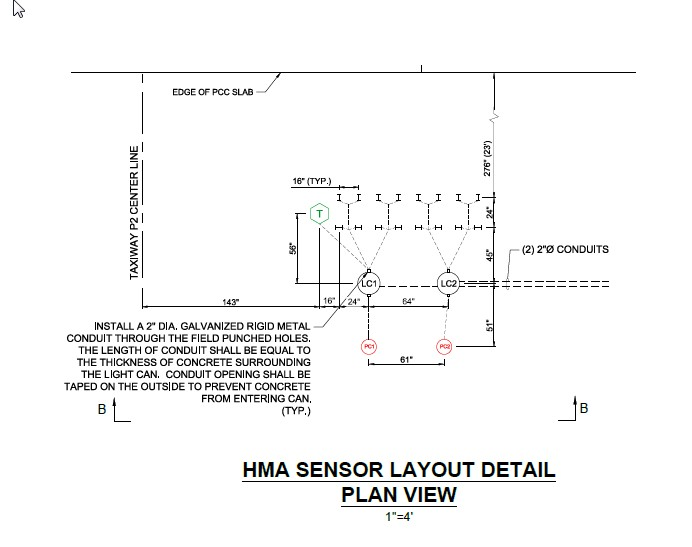 EDGE OF PCC SLAB
TAXIWAY P2 CENTER LINE
276" (23')
16" (TYP.)
T
24"
56"
45"
(2) 2"Ø CONDUITS
LC1
LC2
143"
16"
24"
64"
51"
INSTALL A 2" DIA. GALVANIZED RIGID METAL
CONDUIT THROUGH THE FIELD PUNCHED HOLES.
THE LENGTH OF CONDUIT SHALL BE EQUAL TO
THE THICKNESS OF CONCRETE SURROUNDING
THE LIGHT CAN. CONDUIT OPENING SHALL BE
TAPED ON THE OUTSIDE TO PREVENT CONCRETE
FROM ENTERING CAN.
(TYP.)
PC1
PC2
61"
B
B
HMA SENSOR LAYOUT DETAIL
PLAN VIEW
1"=4'